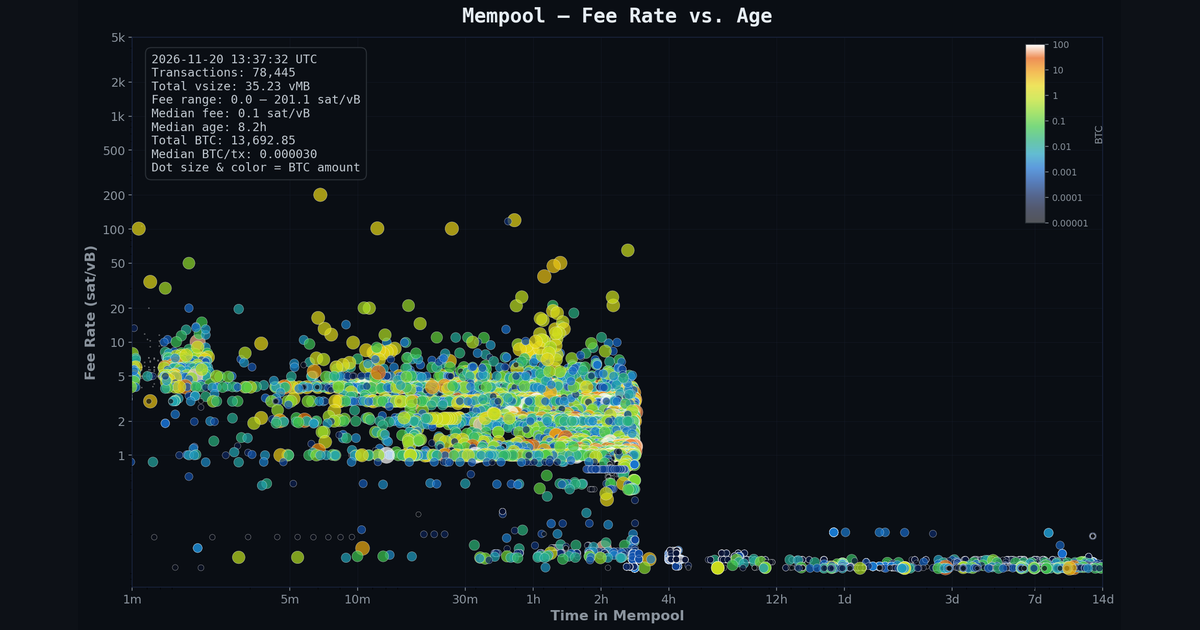 Mempool — Fee Rate vs. Age
2026-11-20 13:37:32 UTC
Transactions: 78,445
Total vsize: 35.23 vMB
Fee range: 0.0 — 201.1 sat/vB
Median fee: 0.1 sat/vB
Median age: 8.2h
Total BTC: 13,692.85
Median BTC/tx: 0.000030
Dot size & color = BTC amount
100
10
1
0.1
0.01
0.001
0.0001
0.00001
BTC
Fee Rate (sat/vB)
5k
2k
1k
500
200
100
50
20
10
5
2
1
1m 5m 10m 30m 1h 2h 4h 12h 1d 3d 7d 14d
Time in Mempool